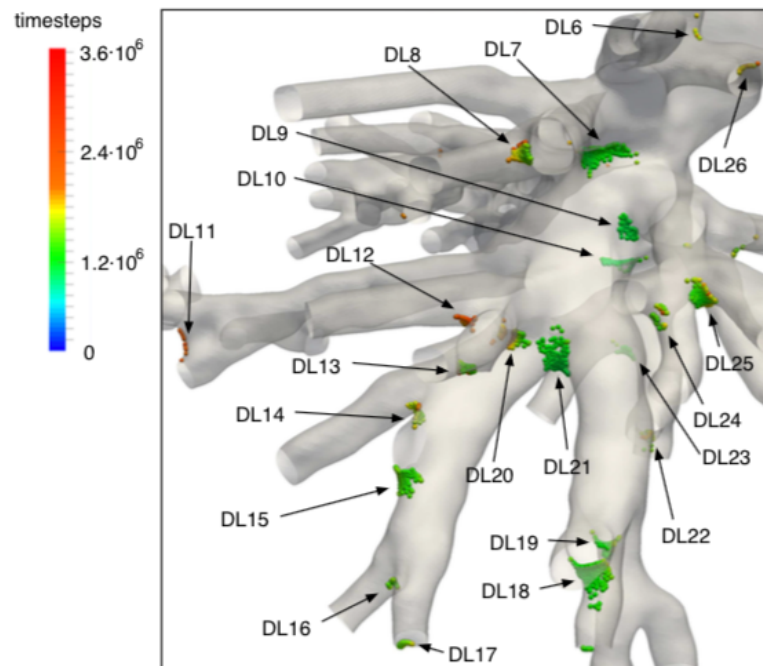 timesteps
3.6·10⁶
2.4·10⁶
1.2·10⁶
0
DL6
DL7
DL8
DL26
DL9
DL10
DL11
DL12
DL13
DL25
DL14
DL24
DL20
DL21
DL23
DL15
DL22
DL19
DL18
DL16
DL17